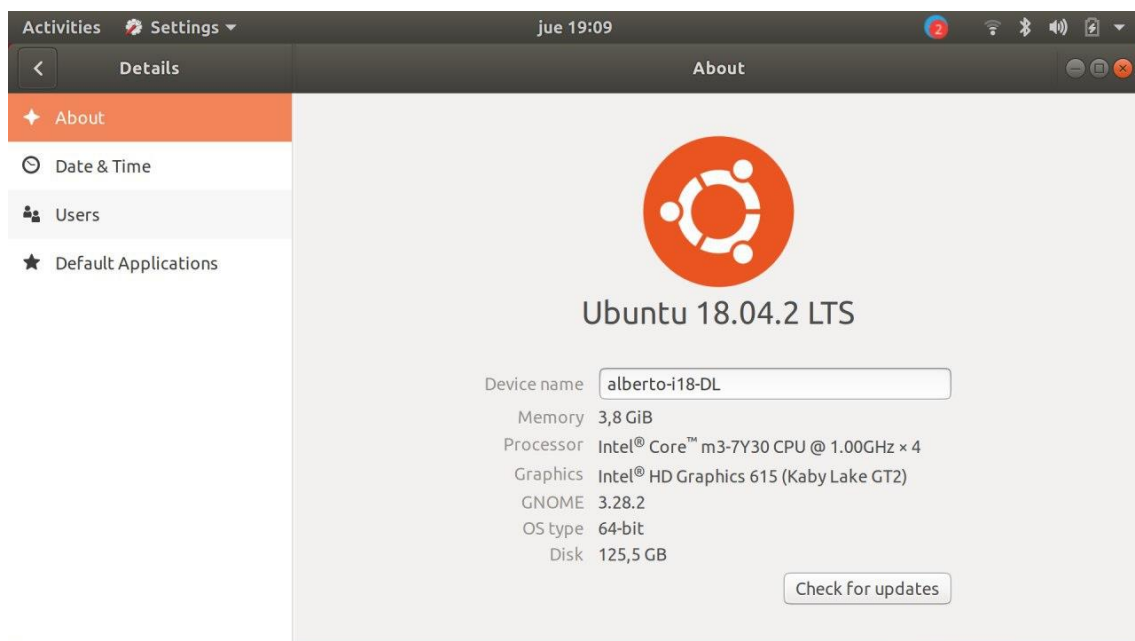 Activities Settings jue 19:09 2
Details About
About
Date & Time
Users
Default Applications
Ubuntu 18.04.2 LTS
Device name alberto-i18-DL
Memory 3,8 GiB
Processor Intel® Core™ m3-7Y30 CPU @ 1.00GHz × 4
Graphics Intel® HD Graphics 615 (Kaby Lake GT2)
GNOME 3.28.2
OS type 64-bit
Disk 125,5 GB
Check for updates